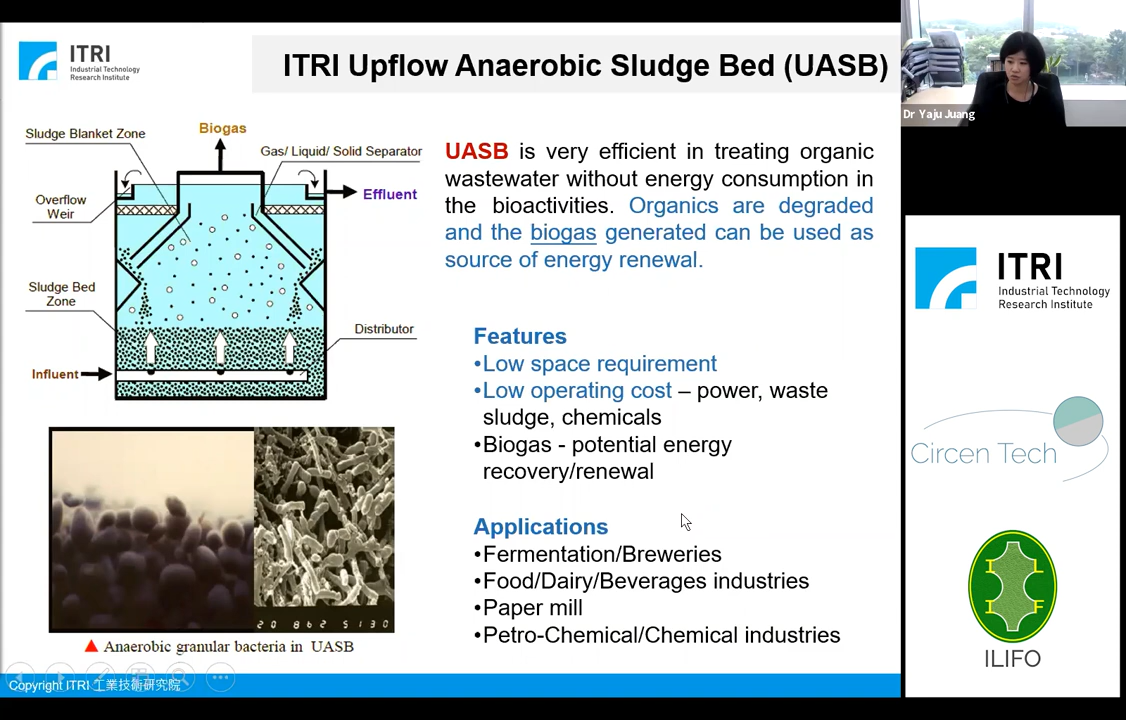 ITRI
Industrial Technology
Research Institute
ITRI Upflow Anaerobic Sludge Bed (UASB)
Dr Yaju Juang
Sludge Blanket Zone
Biogas
Gas/ Liquid/ Solid Separator
Overflow
Weir
Effluent
Sludge Bed
Zone
Distributor
Influent
UASB is very efficient in treating organic
wastewater without energy consumption in
the bioactivities. Organics are degraded
and the biogas generated can be used as
source of energy renewal.
Features
•Low space requirement
•Low operating cost – power, waste
sludge, chemicals
•Biogas - potential energy
recovery/renewal
Applications
•Fermentation/Breweries
•Food/Dairy/Beverages industries
•Paper mill
•Petro-Chemical/Chemical industries
20 862 5130
▲ Anaerobic granular bacteria in UASB
Copyright ITRI 工業技術研究院
ITRI
Industrial Technology
Research Institute
Circen Tech
I L
I F
ILIFO